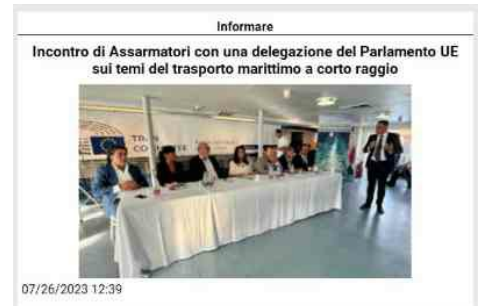 Informare
Incontro di Assarmatori con una delegazione del Parlamento UE
sui temi del trasporto marittimo a corto raggio
TRAN
07/26/2023 12:39